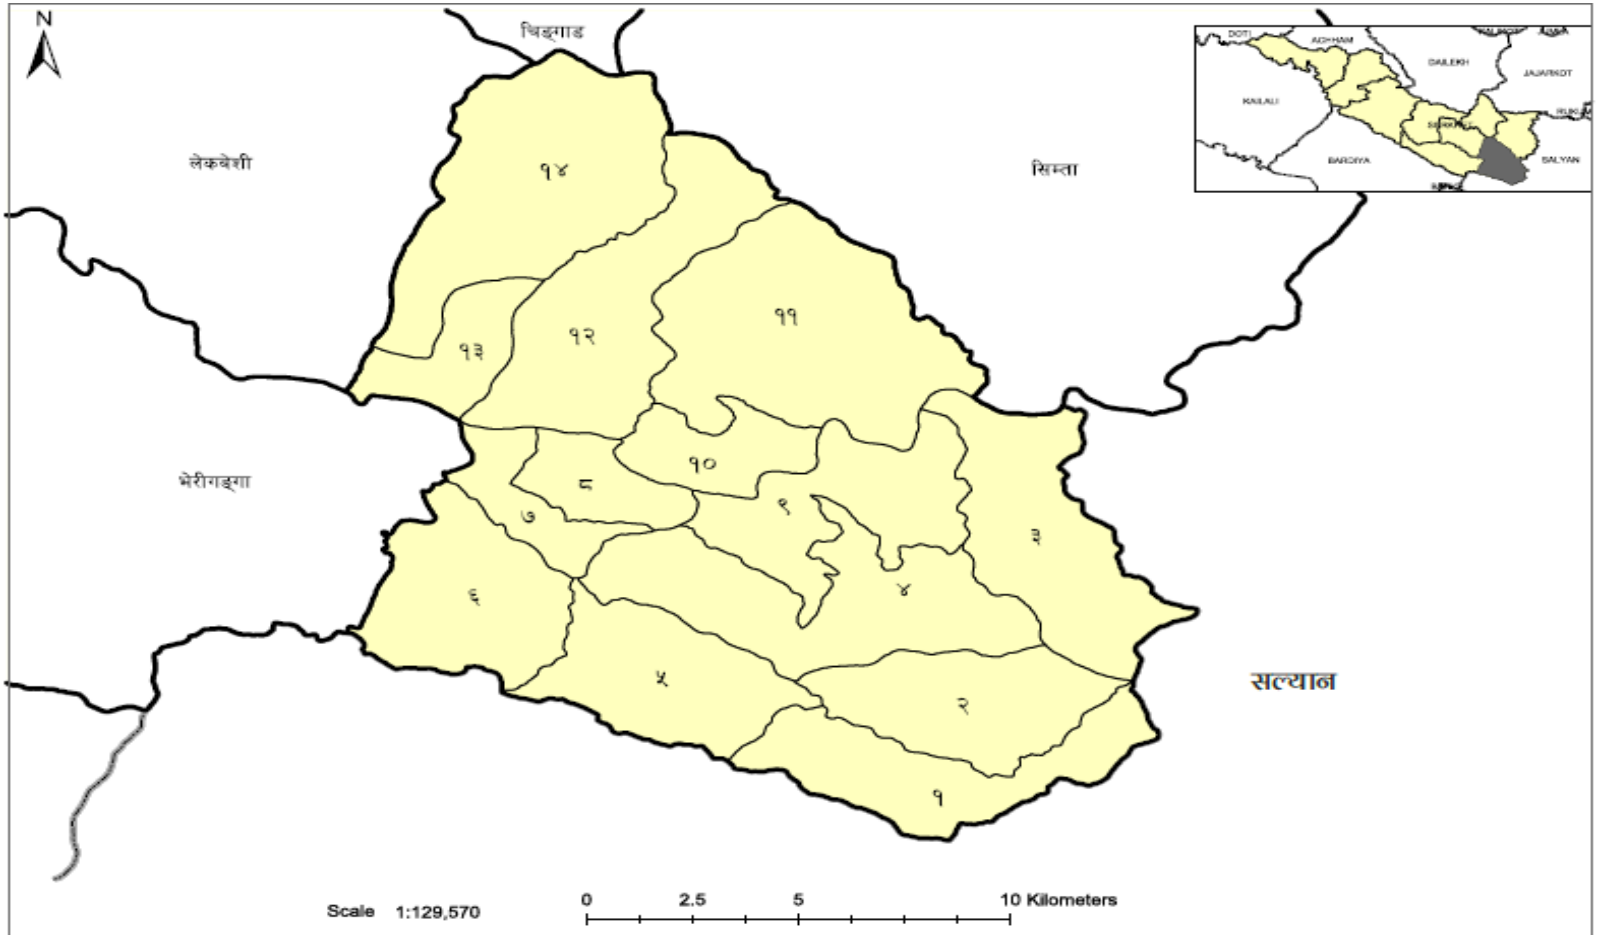 N
चिङ्गाड
DOTI
ACHHAM
DAILEKH
JAJARKOT
KAILALI
SURKHET
BARDIYA
SALYAN
लेकबेशी
सिम्ता
१४
११
१२
१३
१०
८
९
७
३
भेरीगङ्गा
४
६
५
२
सल्यान
१
Scale 1:129,570
0 2.5 5 10 Kilometers